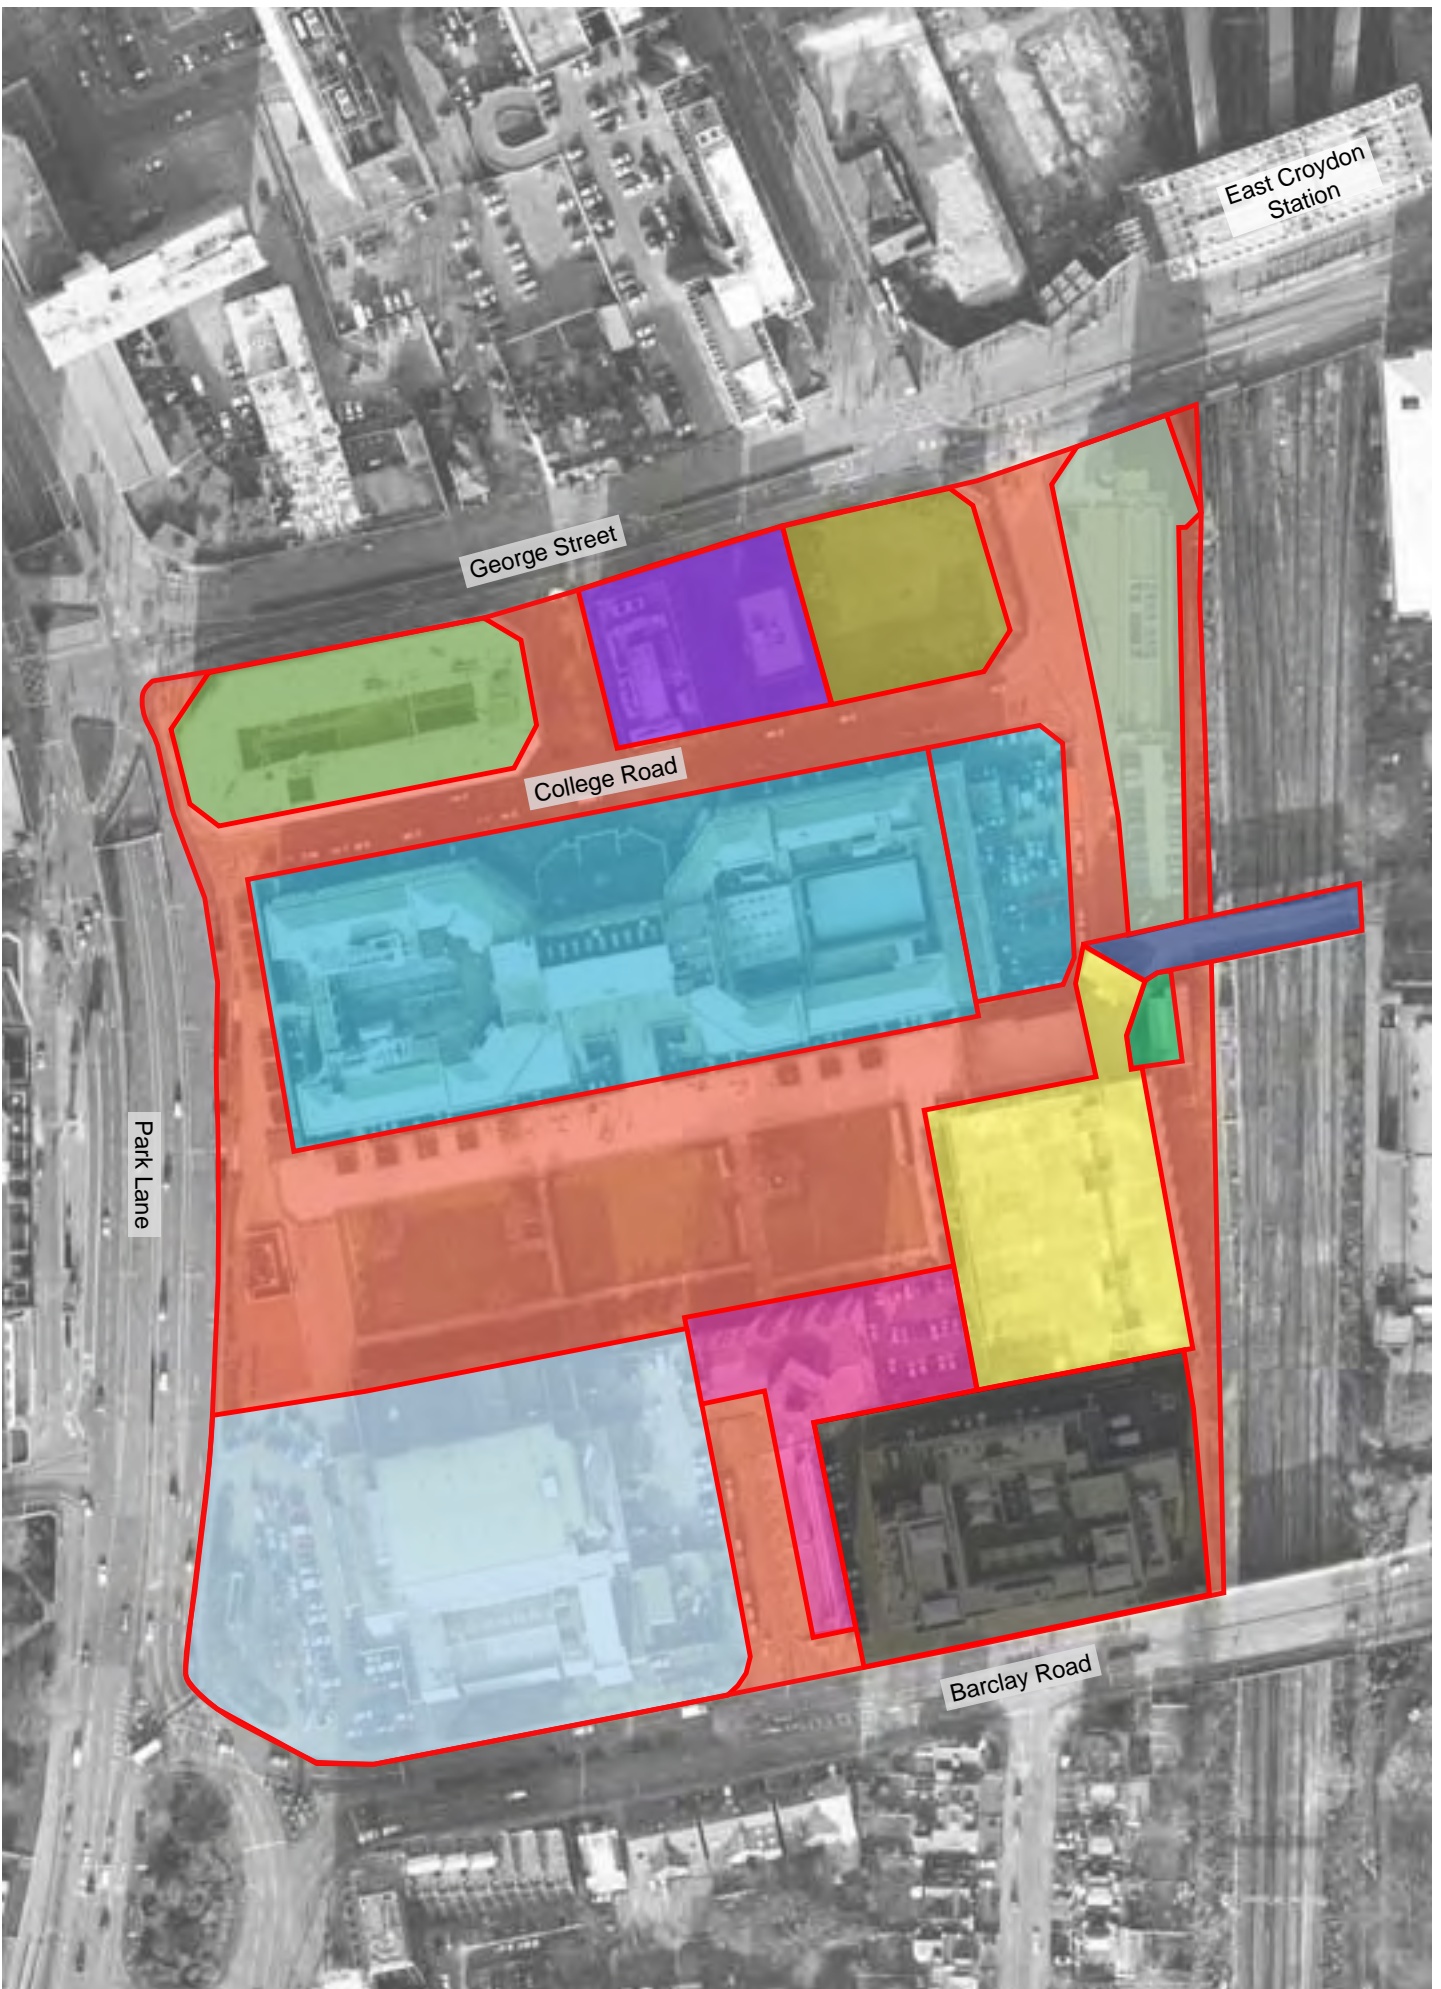 East Croydon
Station
George Street
College Road
Park Lane
Barclay Road